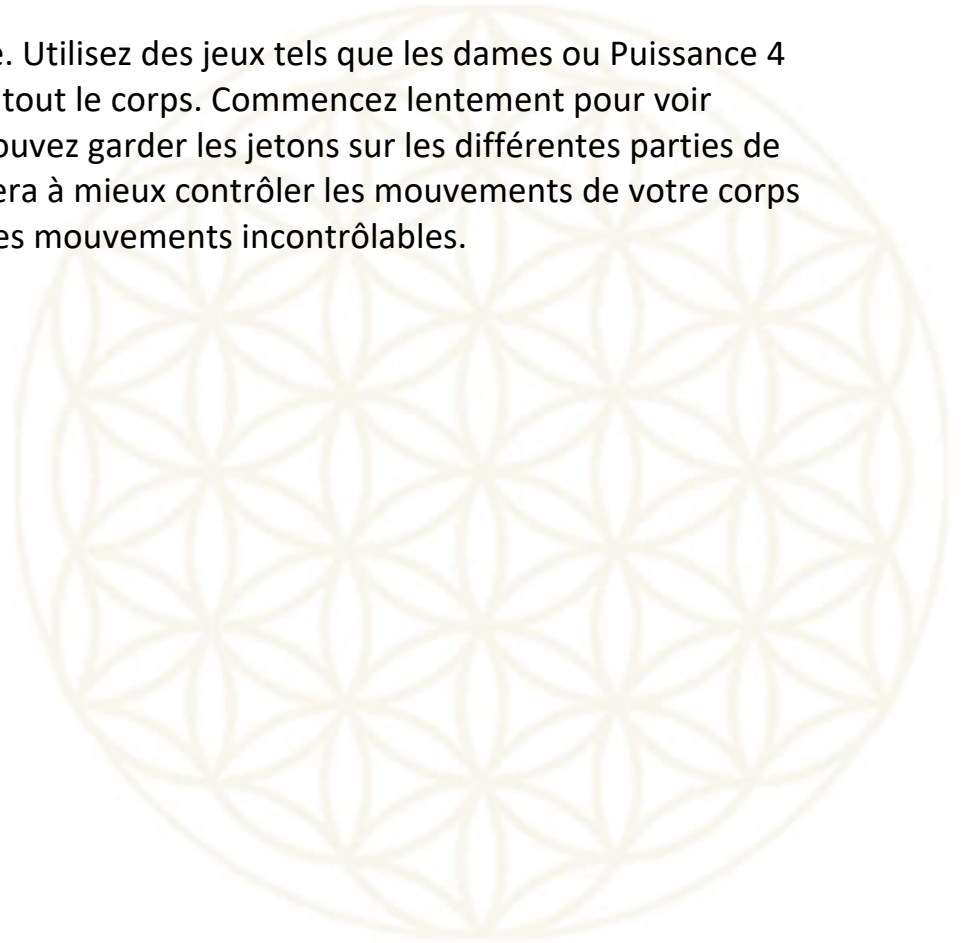 e. Utilisez des jeux tels que les dames ou Puissance 4
tout le corps. Commencez lentement pour voir
ouvez garder les jetons sur les différentes parties de
era à mieux contrôler les mouvements de votre corps
es mouvements incontrôlables.